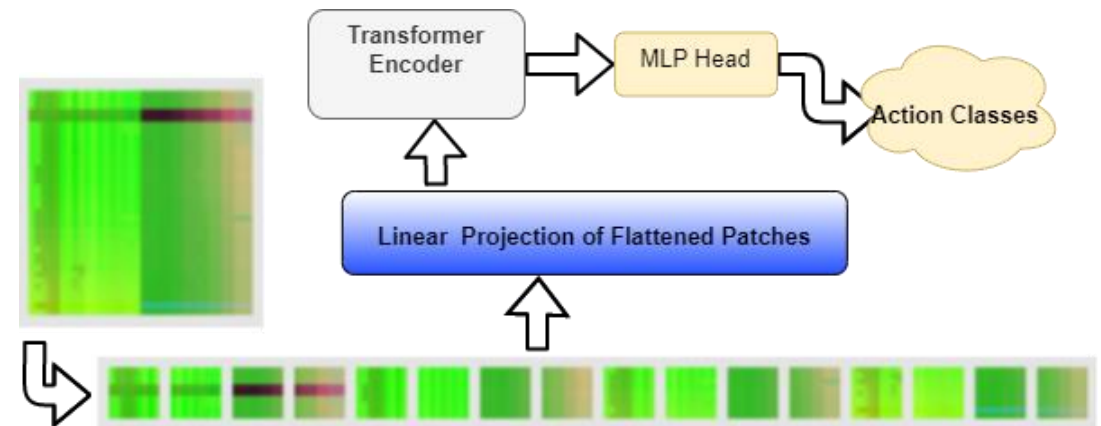 Transformer
Encoder
MLP Head
Action Classes
Linear Projection of Flattened Patches